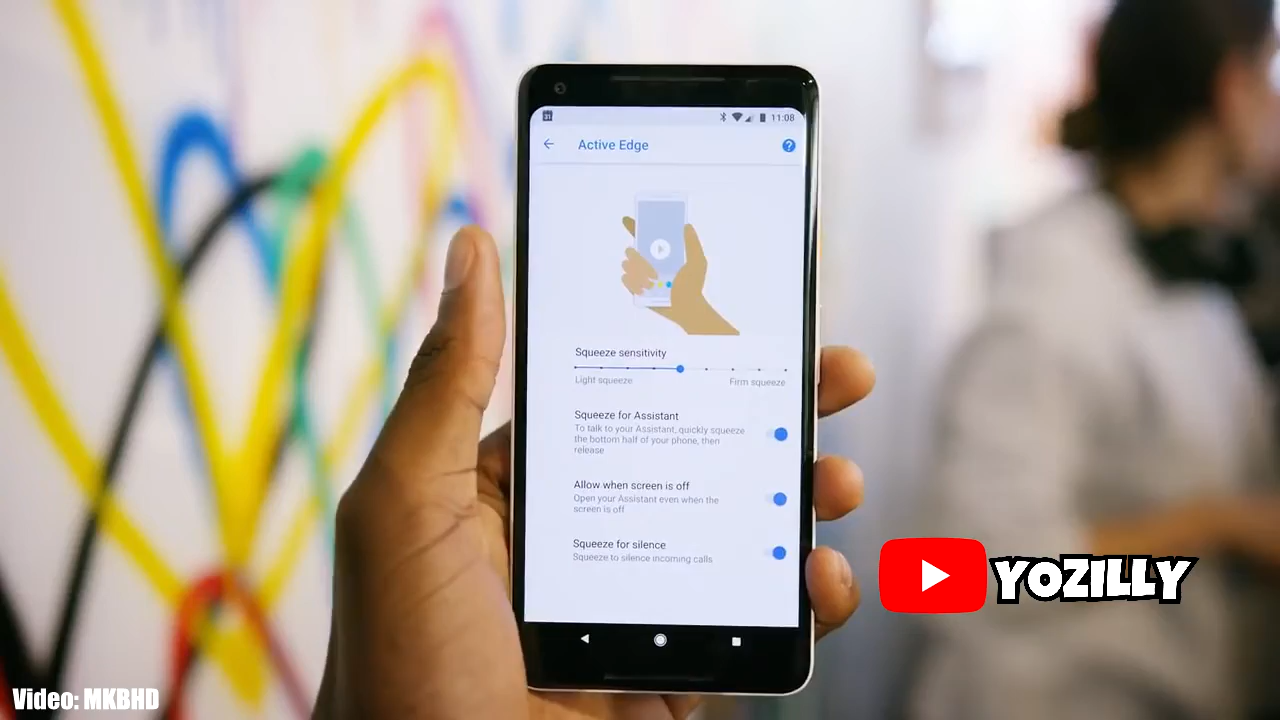 11:08
Active Edge
Squeeze sensitivity
Light squeeze
Firm squeeze
Squeeze for Assistant
To talk to your Assistant, quickly squeeze
the bottom half of your phone, then
release
Allow when screen is off
Open your Assistant even when the
screen is off
Squeeze for silence
Squeeze to silence incoming calls
YOZILLY
Video: MKBHD